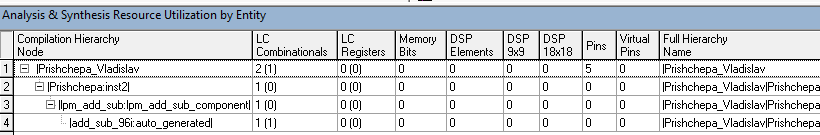 Analysis & Synthesis Resource Utilization by Entity
Compilation Hierarchy Node LC Combinationals LC Registers Memory Bits DSP Elements DSP 9x9 DSP 18x18 Pins Virtual Pins Full Hierarchy Name
1 |Prishchepa_Vladislav 2 (1) 0 (0) 0 0 0 0 5 0 |Prishchepa_Vladislav
2 |Prishchepa:inst2| 1 (0) 0 (0) 0 0 0 0 0 0 |Prishchepa_Vladislav|Prishchepa:
3 |lpm_add_sub:lpm_add_sub_component| 1 (0) 0 (0) 0 0 0 0 0 0 |Prishchepa_Vladislav|Prishchepa:
4 |add_sub_96i:auto_generated| 1 (1) 0 (0) 0 0 0 0 0 0 |Prishchepa_Vladislav|Prishchepa: